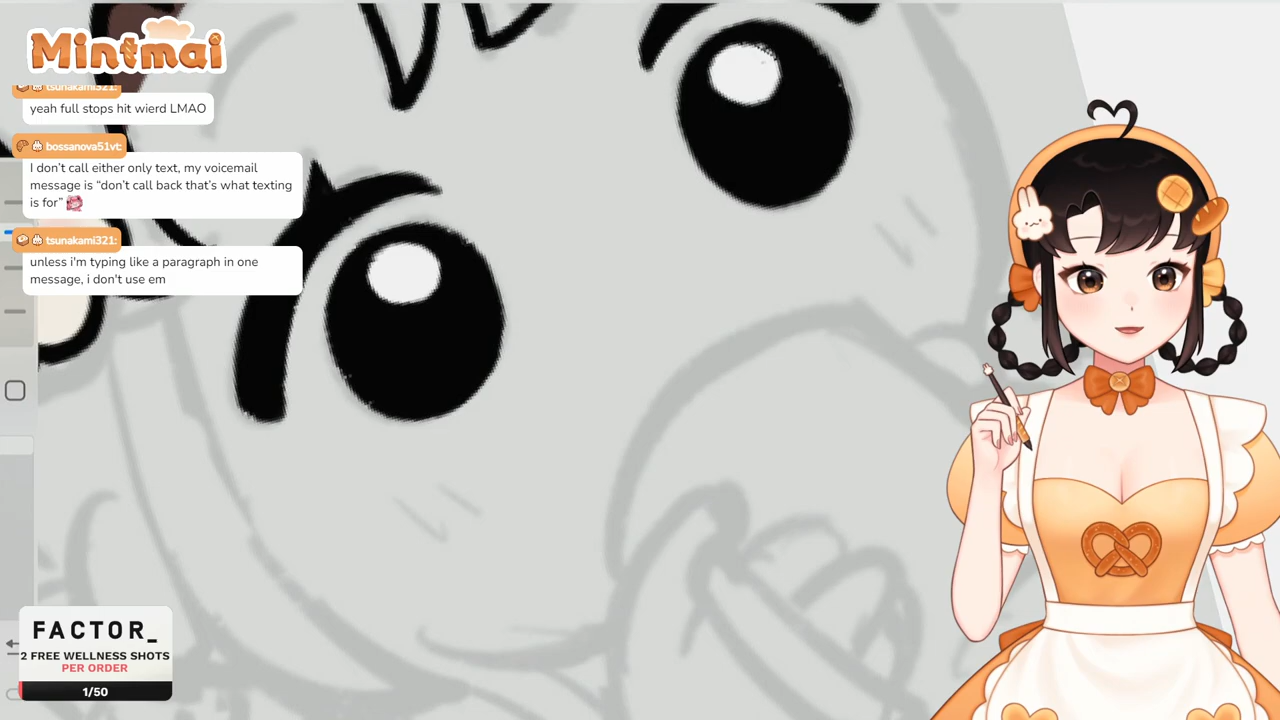 Mintmai
tsunakami321:
yeah full stops hit wierd LMAO
bossanova51vt:
I don't call either only text, my voicemail
message is “don't call back that's what texting
is for”
tsunakami321:
unless i'm typing like a paragraph in one
message, i don't use em
FACTOR_
2 FREE WELLNESS SHOTS
PER ORDER
1/50